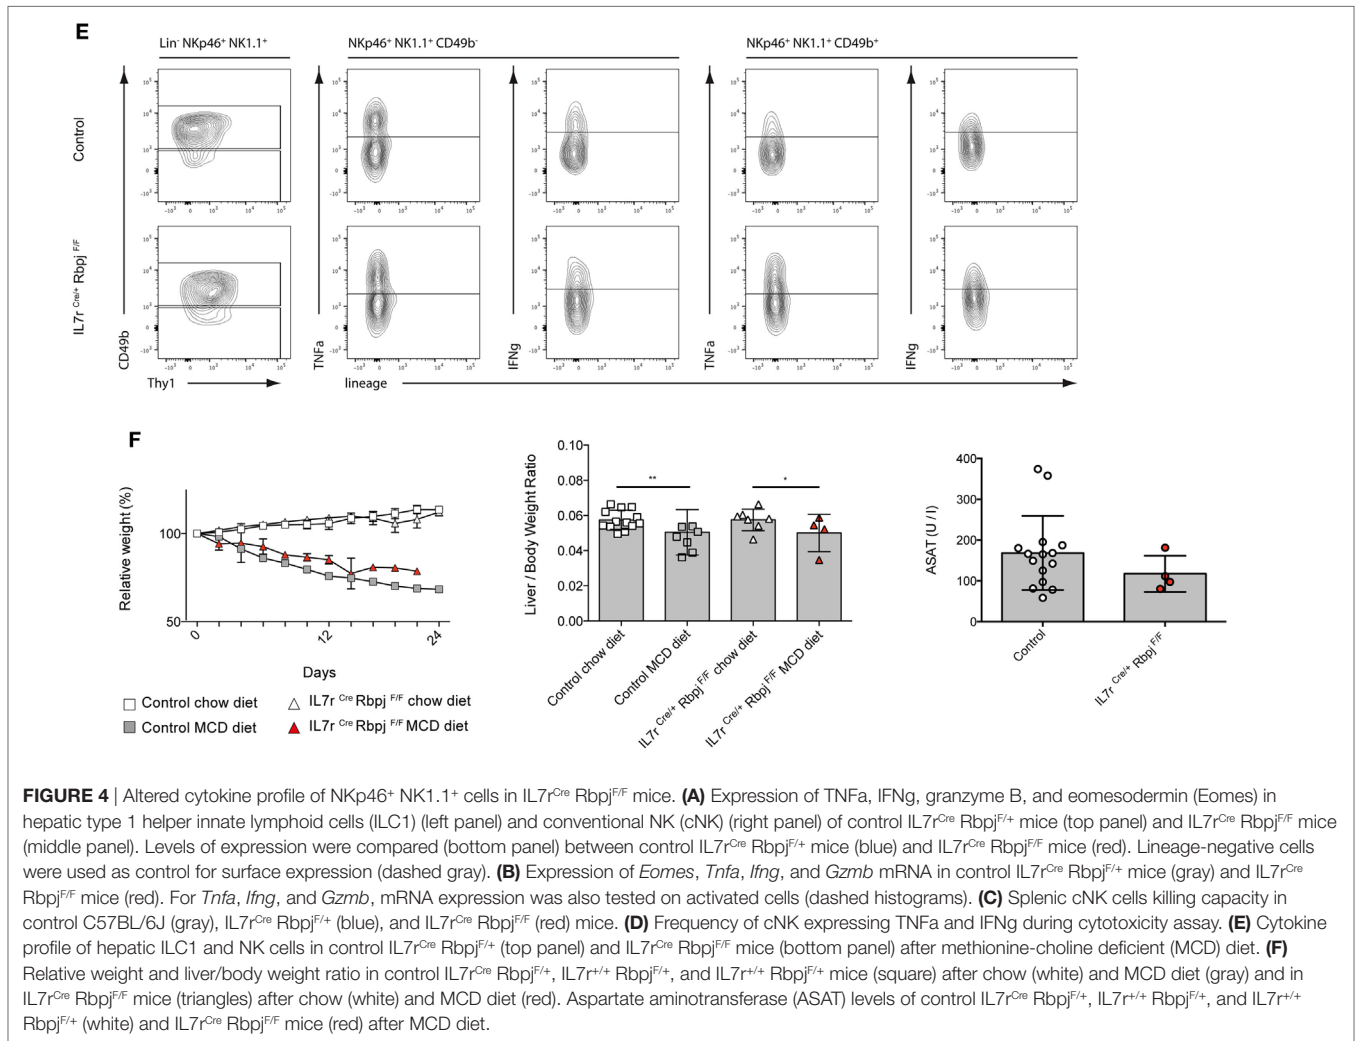 E
Lin⁻ NKp46⁺ NK1.1⁺
NKp46⁺ NK1.1⁺ CD49b⁻
NKp46⁺ NK1.1⁺ CD49b⁺
Control
IL7r Cre/+ Rbpj F/F
CD49b
TNFa
IFNg
TNFa
IFNg
Thy1
lineage
F
Relative weight (%)
100
50
0
12
24
Days
Control chow diet
IL7r Cre Rbpj F/F chow diet
Control MCD diet
IL7r Cre Rbpj F/F MCD diet
Liver / Body Weight Ratio
0.10
0.08
0.06
0.04
0.02
0.00
**
*
Control chow diet
Control MCD diet
IL7r Cre/+ Rbpj F/F chow diet
IL7r Cre/+ Rbpj F/F MCD diet
ASAT (U /l)
400
300
200
100
0
Control
IL7r Cre/+ Rbpj F/F
FIGURE 4 | Altered cytokine profile of NKp46⁺ NK1.1⁺ cells in IL7rCre RbpjF/F mice. (A) Expression of TNFa, IFNg, granzyme B, and eomesodermin (Eomes) in
hepatic type 1 helper innate lymphoid cells (ILC1) (left panel) and conventional NK (cNK) (right panel) of control IL7rCre RbpjF/+ mice (top panel) and IL7rCre RbpjF/F mice
(middle panel). Levels of expression were compared (bottom panel) between control IL7rCre RbpjF/+ mice (blue) and IL7rCre RbpjF/F mice (red). Lineage-negative cells
were used as control for surface expression (dashed gray). (B) Expression of Eomes, Tnfa, Ifng, and Gzmb mRNA in control IL7rCre RbpjF/+ mice (gray) and IL7rCre
RbpjF/F mice (red). For Tnfa, Ifng, and Gzmb, mRNA expression was also tested on activated cells (dashed histograms). (C) Splenic cNK cells killing capacity in
control C57BL/6J (gray), IL7rCre RbpjF/+ (blue), and IL7rCre RbpjF/F (red) mice. (D) Frequency of cNK expressing TNFa and IFNg during cytotoxicity assay. (E) Cytokine
profile of hepatic ILC1 and NK cells in control IL7rCre RbpjF/+ (top panel) and IL7rCre RbpjF/F mice (bottom panel) after methionine-choline deficient (MCD) diet. (F)
Relative weight and liver/body weight ratio in control IL7rCre RbpjF/+, IL7r+/+ RbpjF/+, and IL7r+/+ RbpjF/+ mice (square) after chow (white) and MCD diet (gray) and in
IL7rCre RbpjF/F mice (triangles) after chow (white) and MCD diet (red). Aspartate aminotransferase (ASAT) levels of control IL7rCre RbpjF/+, IL7r+/+ RbpjF/+, and IL7r+/+
RbpjF/+ (white) and IL7rCre RbpjF/F mice (red) after MCD diet.